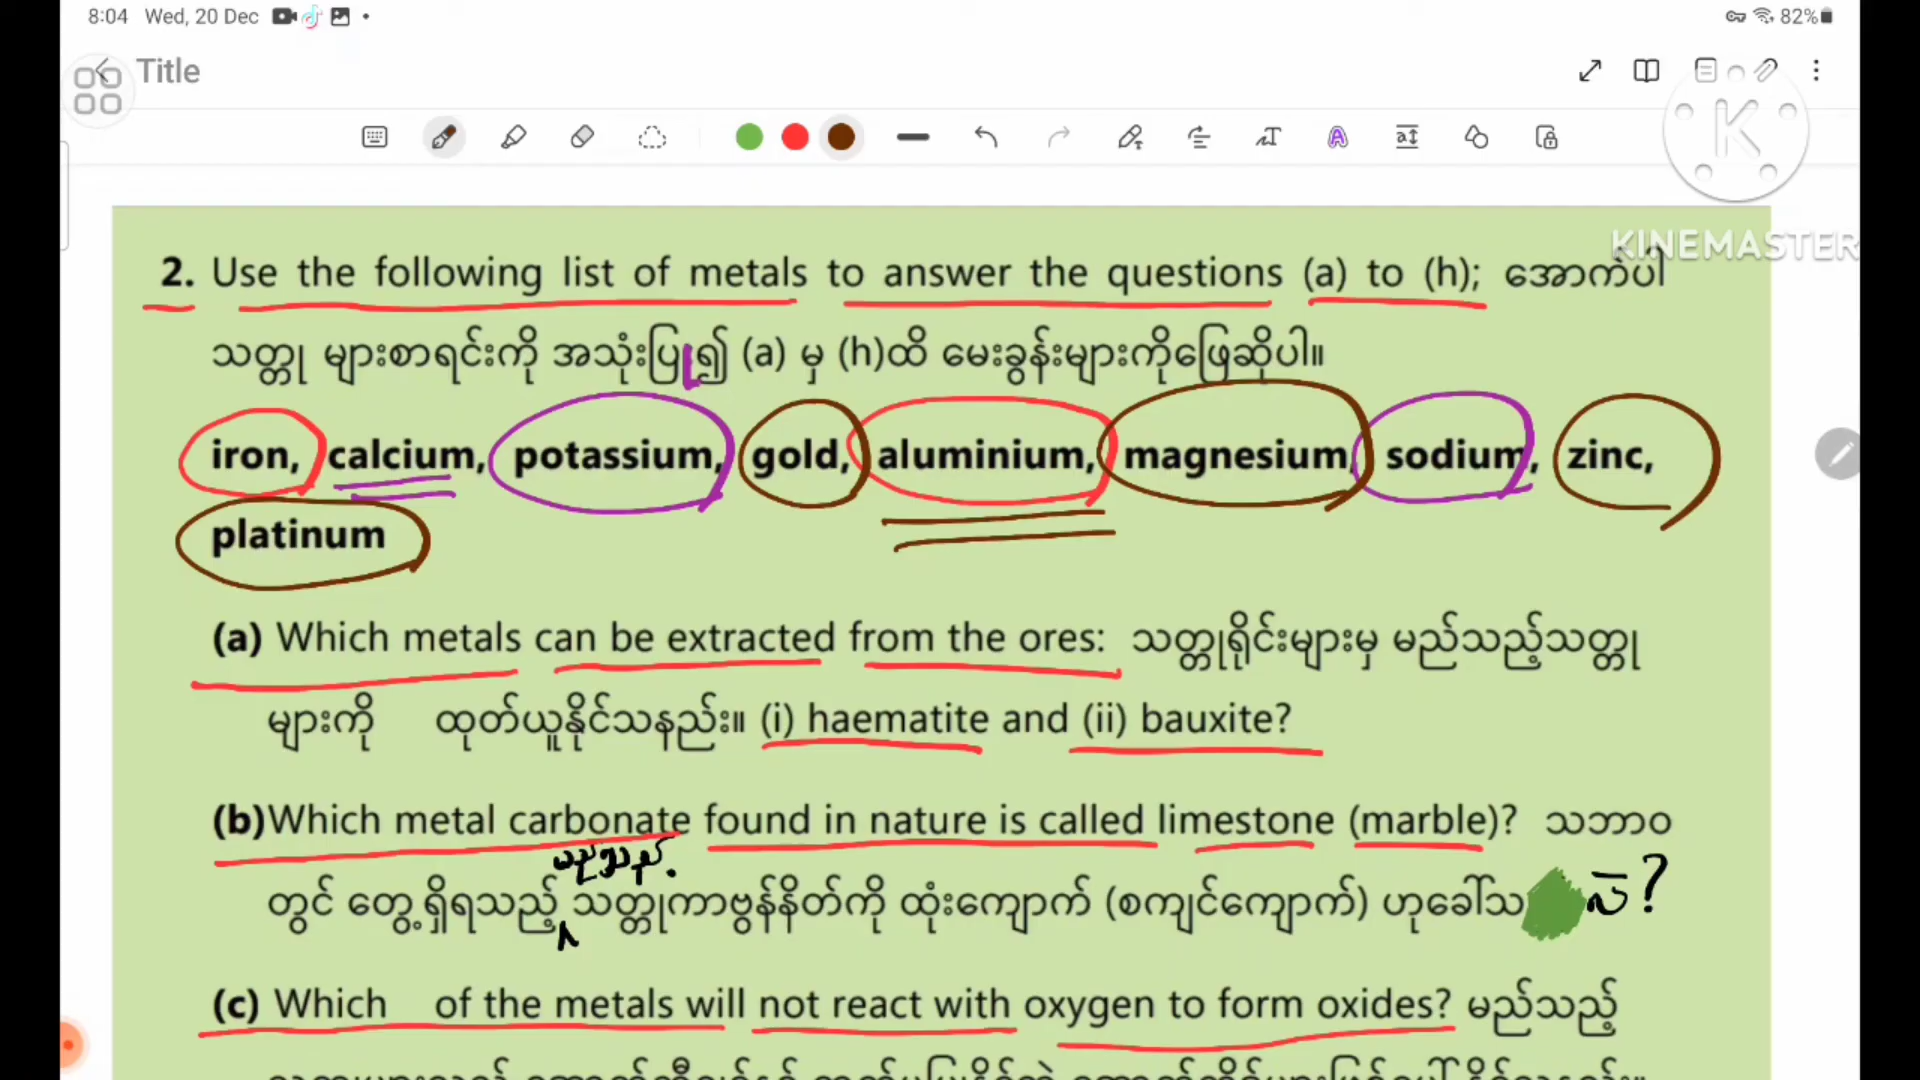 8:04 Wed, 20 Dec
82%
Title
KINEMASTER
2. Use the following list of metals to answer the questions (a) to (h); အောက်ပါ
သတ္တု များစာရင်းကို အသုံးပြု၍ (a) မှ (h)ထိ မေးခွန်းများကိုဖြေဆိုပါ။
iron, calcium, potassium, gold, aluminium, magnesium, sodium, zinc,
platinum
(a) Which metals can be extracted from the ores: သတ္တုရိုင်းများမှ မည်သည့်သတ္တု
များကို ထုတ်ယူနိုင်သနည်း။ (i) haematite and (ii) bauxite?
(b)Which metal carbonate found in nature is called limestone (marble)? သဘာဝ
မည်သည့်
တွင် တွေ့ရှိရသည့် သတ္တုကာဗွန်နိတ်ကို ထုံးကျောက် (စကျင်ကျောက်) ဟုခေါ်သ လဲ?
(c) Which of the metals will not react with oxygen to form oxides? မည်သည့်